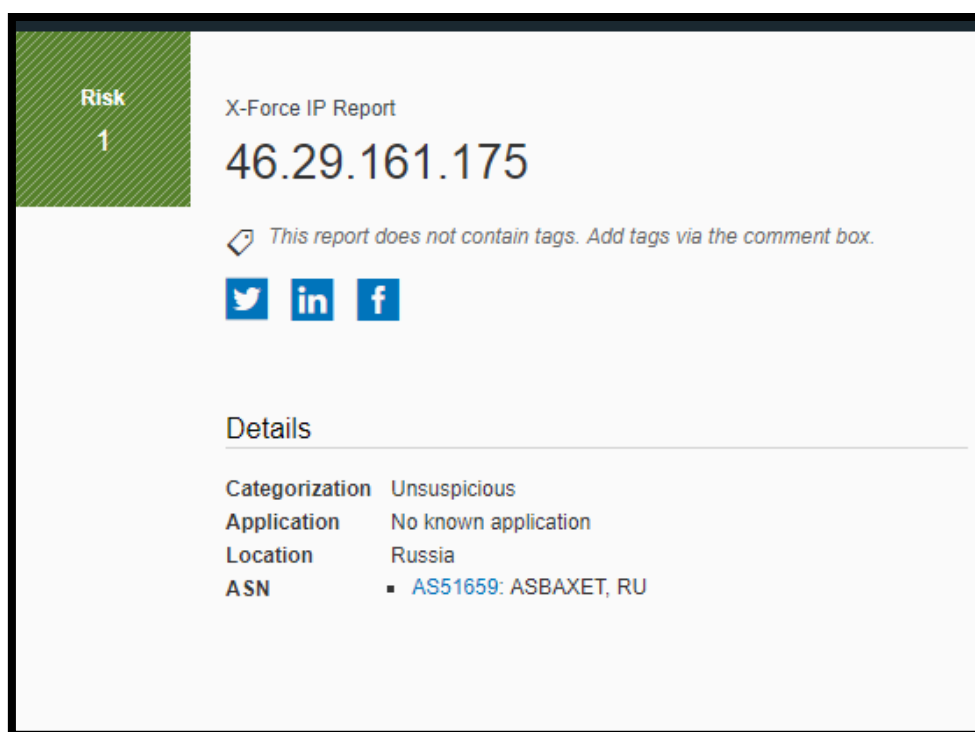 Risk
1
X-Force IP Report
46.29.161.175
This report does not contain tags. Add tags via the comment box.
Details
Categorization Unsuspicious
Application No known application
Location Russia
ASN ▪ AS51659: ASBAXET, RU